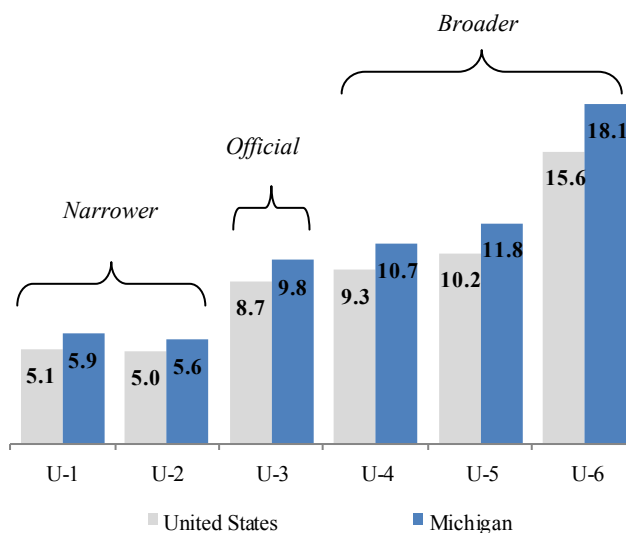 Broader
18.1
Official
15.6
Narrower
11.8
10.7
9.8
10.2
9.3
8.7
5.9
5.6
5.1
5.0
U-1 U-2 U-3 U-4 U-5 U-6
United States Michigan